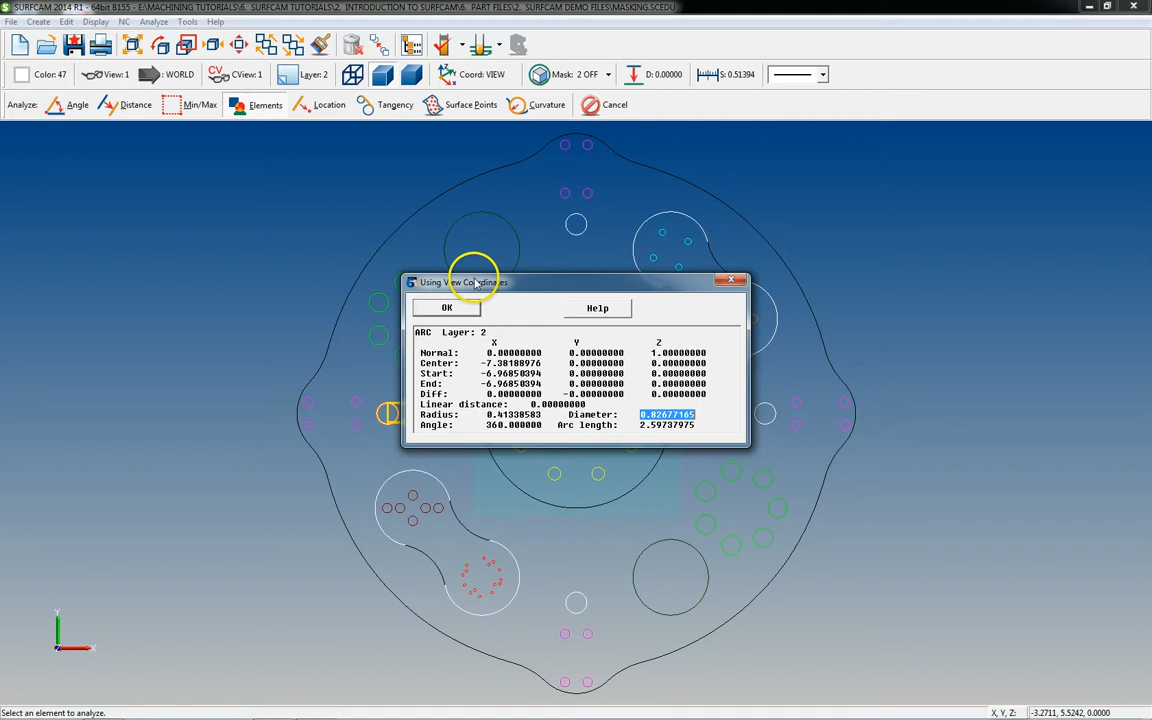 SURFCAM 2014 R1 - 64bit B155 - E:\MACHINING TUTORIALS\6. SURFCAM TUTORIALS\2. INTRODUCTION TO SURFCAM\6. PART FILES\2. SURFCAM DEMO FILES\MASKING.SCEDU
File Create Edit Display NC Analyze Tools Help
Color: 47 View: 1 : WORLD CV CView: 1 Layer: 2 Coord: VIEW Mask: 2 OFF D: 0.00000 S: 0.51394
Analyze: Angle Distance Min/Max Elements Location Tangency Surface Points Curvature Cancel
Using View Coordinates
OK Help
ARC Layer: 2
X Y Z
Normal: 0.00000000 0.00000000 1.00000000
Center: -7.38188976 0.00000000 0.00000000
Start: -6.96850394 0.00000000 0.00000000
End: -6.96850394 0.00000000 0.00000000
Diff: 0.00000000 -0.00000000 0.00000000
Linear distance: 0.00000000
Radius: 0.41338583 Diameter: 0.82677165
Angle: 360.000000 Arc length: 2.59737975
Y
X
Select an element to analyze. X, Y, Z: -3.2711, 5.5242, 0.0000